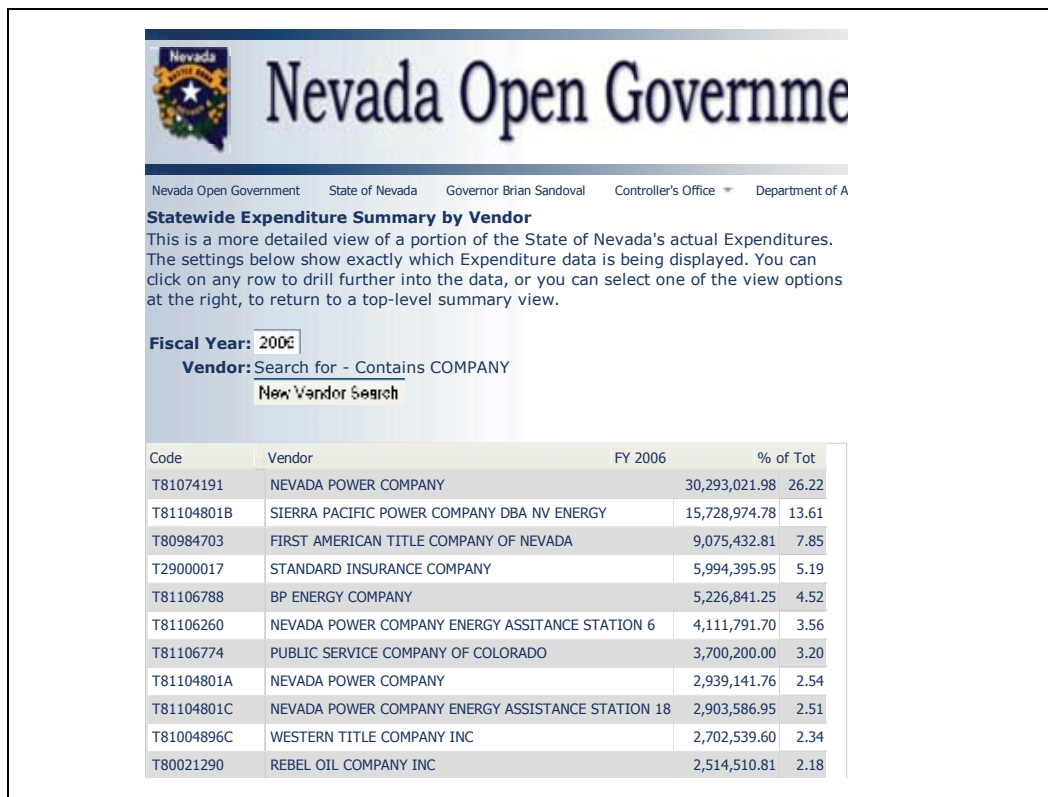 Nevada
BATTLE BORN
Nevada Open Governme
Nevada Open Government State of Nevada Governor Brian Sandoval Controller's Office Department of A
Statewide Expenditure Summary by Vendor
This is a more detailed view of a portion of the State of Nevada's actual Expenditures.
The settings below show exactly which Expenditure data is being displayed. You can
click on any row to drill further into the data, or you can select one of the view options
at the right, to return to a top-level summary view.
Fiscal Year: 2006
Vendor: Search for - Contains COMPANY
New Vendor Search
Code Vendor FY 2006 % of Tot
T81074191 NEVADA POWER COMPANY 30,293,021.98 26.22
T81104801B SIERRA PACIFIC POWER COMPANY DBA NV ENERGY 15,728,974.78 13.61
T80984703 FIRST AMERICAN TITLE COMPANY OF NEVADA 9,075,432.81 7.85
T29000017 STANDARD INSURANCE COMPANY 5,994,395.95 5.19
T81106788 BP ENERGY COMPANY 5,226,841.25 4.52
T81106260 NEVADA POWER COMPANY ENERGY ASSITANCE STATION 6 4,111,791.70 3.56
T81106774 PUBLIC SERVICE COMPANY OF COLORADO 3,700,200.00 3.20
T81104801A NEVADA POWER COMPANY 2,939,141.76 2.54
T81104801C NEVADA POWER COMPANY ENERGY ASSISTANCE STATION 18 2,903,586.95 2.51
T81004896C WESTERN TITLE COMPANY INC 2,702,539.60 2.34
T80021290 REBEL OIL COMPANY INC 2,514,510.81 2.18